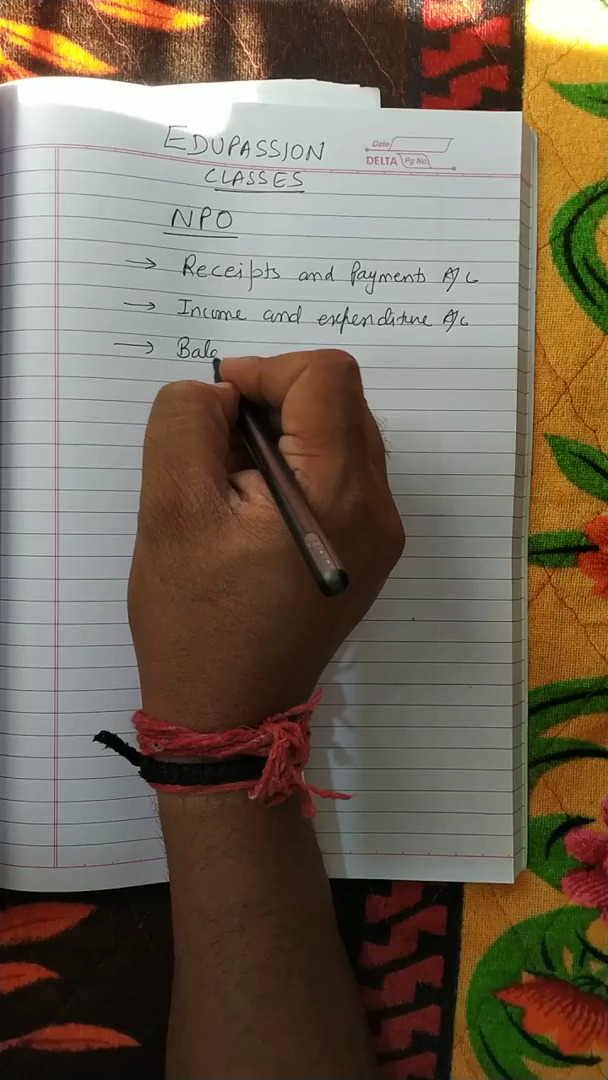 EDUPASSION
CLASSES
Date
DELTA Pg No.
NPO
→ Receipts and Payments A/c
→ Income and expenditure A/c
→ Bala